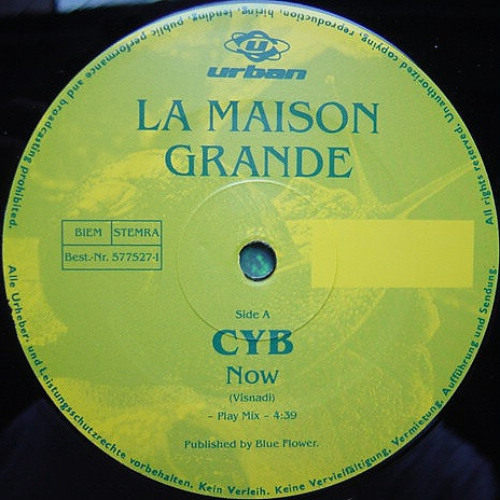 urban
LA MAISON
GRANDE
BIEM STEMRA
Best.-Nr. 577527-1
Side A
CYB
Now
(Visnadi)
– Play Mix – 4:39
Published by Blue Flower.
All rights reserved. Unauthorized copying, reproduction, hiring, lending, public performance and broadcasting prohibited.
Alle Urheber- und Leistungsschutzrechte vorbehalten. Kein Verleih. Keine Vervielfältigung, Vermietung, Aufführung und Sendung.